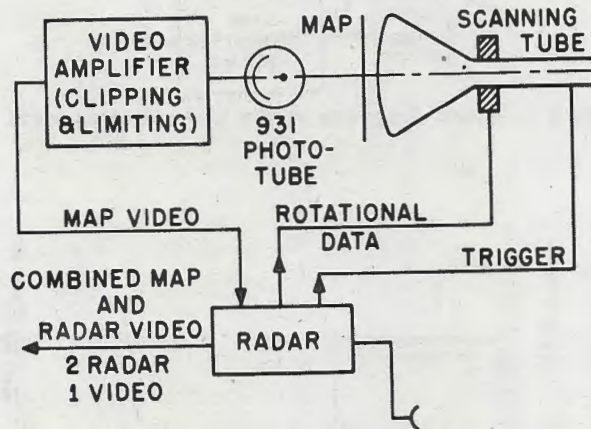 VIDEO
AMPLIFIER
(CLIPPING
&LIMITING)
931
PHOTO-
TUBE
MAP
SCANNING
TUBE
MAP VIDEO
ROTATIONAL
DATA
TRIGGER
COMBINED MAP
AND
RADAR VIDEO
2 RADAR
1 VIDEO
RADAR